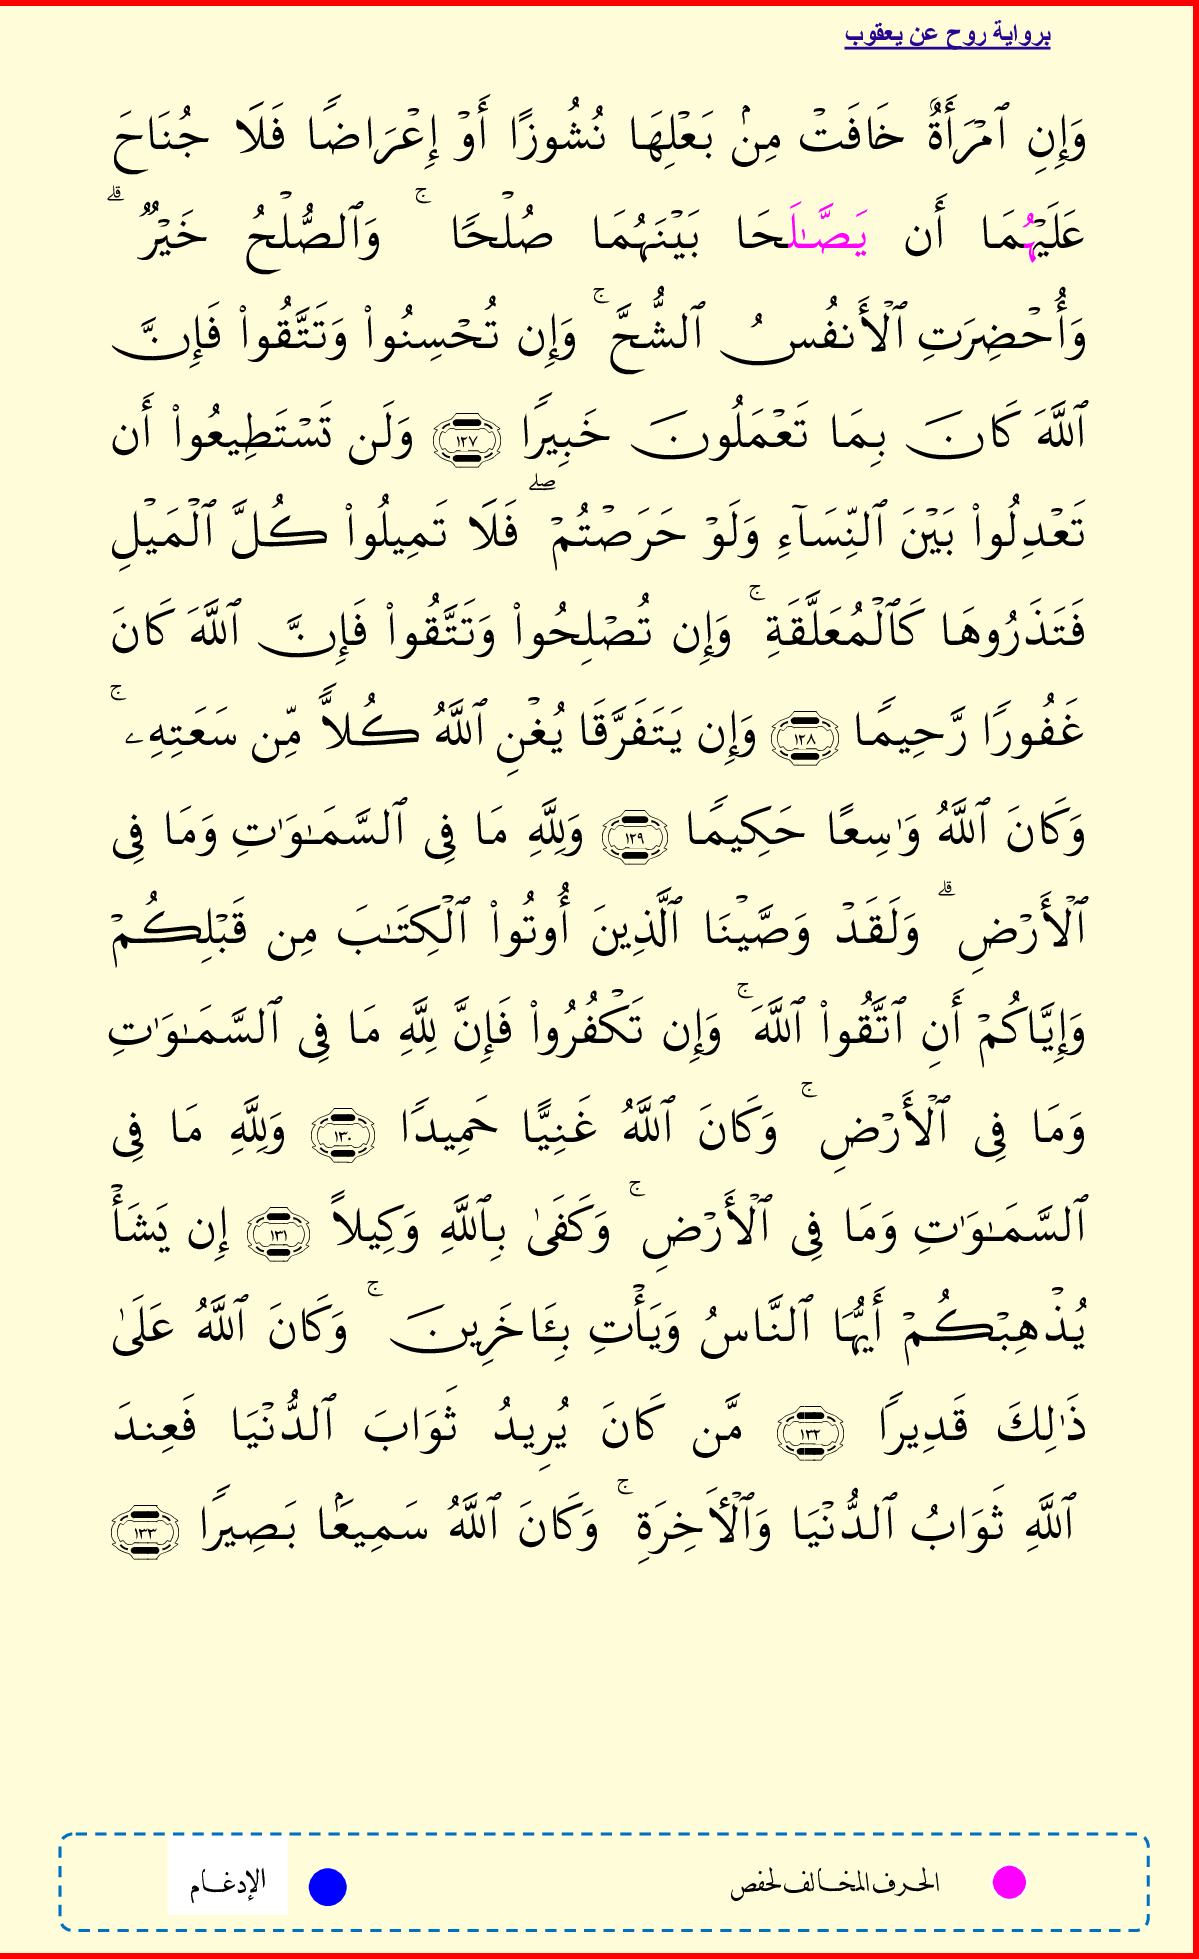 برواية روح عن يعقوب
وَإِنِ ٱمۡرَأَةٌ خَافَتۡ مِنۢ بَعۡلِهَا نُشُوزًا أَوۡ إِعۡرَاضًا فَلَا جُنَاحَ
عَلَيۡهُمَا أَن يَصَّـٰلَحَا بَيۡنَهُمَا صُلۡحًا ۚ وَٱلصُّلۡحُ خَيۡرٌ ۗ
وَأُحۡضِرَتِ ٱلۡأَنفُسُ ٱلشُّحَّ ۚ وَإِن تُحۡسِنُواْ وَتَتَّقُواْ فَإِنَّ
ٱللَّهَ كَانَ بِمَا تَعۡمَلُونَ خَبِيرًا ١٢٧ وَلَن تَسۡتَطِيعُواْ أَن
تَعۡدِلُواْ بَيۡنَ ٱلنِّسَآءِ وَلَوۡ حَرَصۡتُمۡ ۖ فَلَا تَمِيلُواْ كُلَّ ٱلۡمَيۡلِ
فَتَذَرُوهَا كَٱلۡمُعَلَّقَةِ ۚ وَإِن تُصۡلِحُواْ وَتَتَّقُواْ فَإِنَّ ٱللَّهَ كَانَ
غَفُورًا رَّحِيمًا ١٢٨ وَإِن يَتَفَرَّقَا يُغۡنِ ٱللَّهُ كُلاًّ مِّن سَعَتِهِۦ ۚ
وَكَانَ ٱللَّهُ وَٰسِعًا حَكِيمًا ١٢٩ وَلِلَّهِ مَا فِي ٱلسَّمَـٰوَٰتِ وَمَا فِي
ٱلۡأَرۡضِ ۗ وَلَقَدۡ وَصَّيۡنَا ٱلَّذِينَ أُوتُواْ ٱلۡكِتَـٰبَ مِن قَبۡلِكُمۡ
وَإِيَّاكُمۡ أَنِ ٱتَّقُواْ ٱللَّهَ ۚ وَإِن تَكۡفُرُواْ فَإِنَّ لِلَّهِ مَا فِي ٱلسَّمَـٰوَٰتِ
وَمَا فِي ٱلۡأَرۡضِ ۚ وَكَانَ ٱللَّهُ غَنِيًّا حَمِيدًا ١٣٠ وَلِلَّهِ مَا فِي
ٱلسَّمَـٰوَٰتِ وَمَا فِي ٱلۡأَرۡضِ ۚ وَكَفَىٰ بِٱللَّهِ وَكِيلاً ١٣١ إِن يَشَأۡ
يُذۡهِبۡكُمۡ أَيُّهَا ٱلنَّاسُ وَيَأۡتِ بِـَٔاخَرِينَ ۚ وَكَانَ ٱللَّهُ عَلَىٰ
ذَٰلِكَ قَدِيرًا ١٣٢ مَّن كَانَ يُرِيدُ ثَوَابَ ٱلدُّنۡيَا فَعِندَ
ٱللَّهِ ثَوَابُ ٱلدُّنۡيَا وَٱلۡأَخِرَةِ ۚ وَكَانَ ٱللَّهُ سَمِيعَۢا بَصِيرًا ١٣٣
الحرف المخالف لحفص
الإدغام